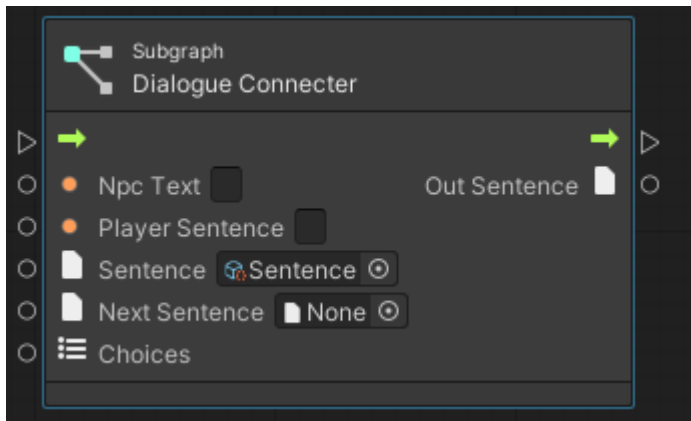 Subgraph
Dialogue Connecter
Npc Text
Out Sentence
Player Sentence
Sentence Sentence
Next Sentence None
Choices